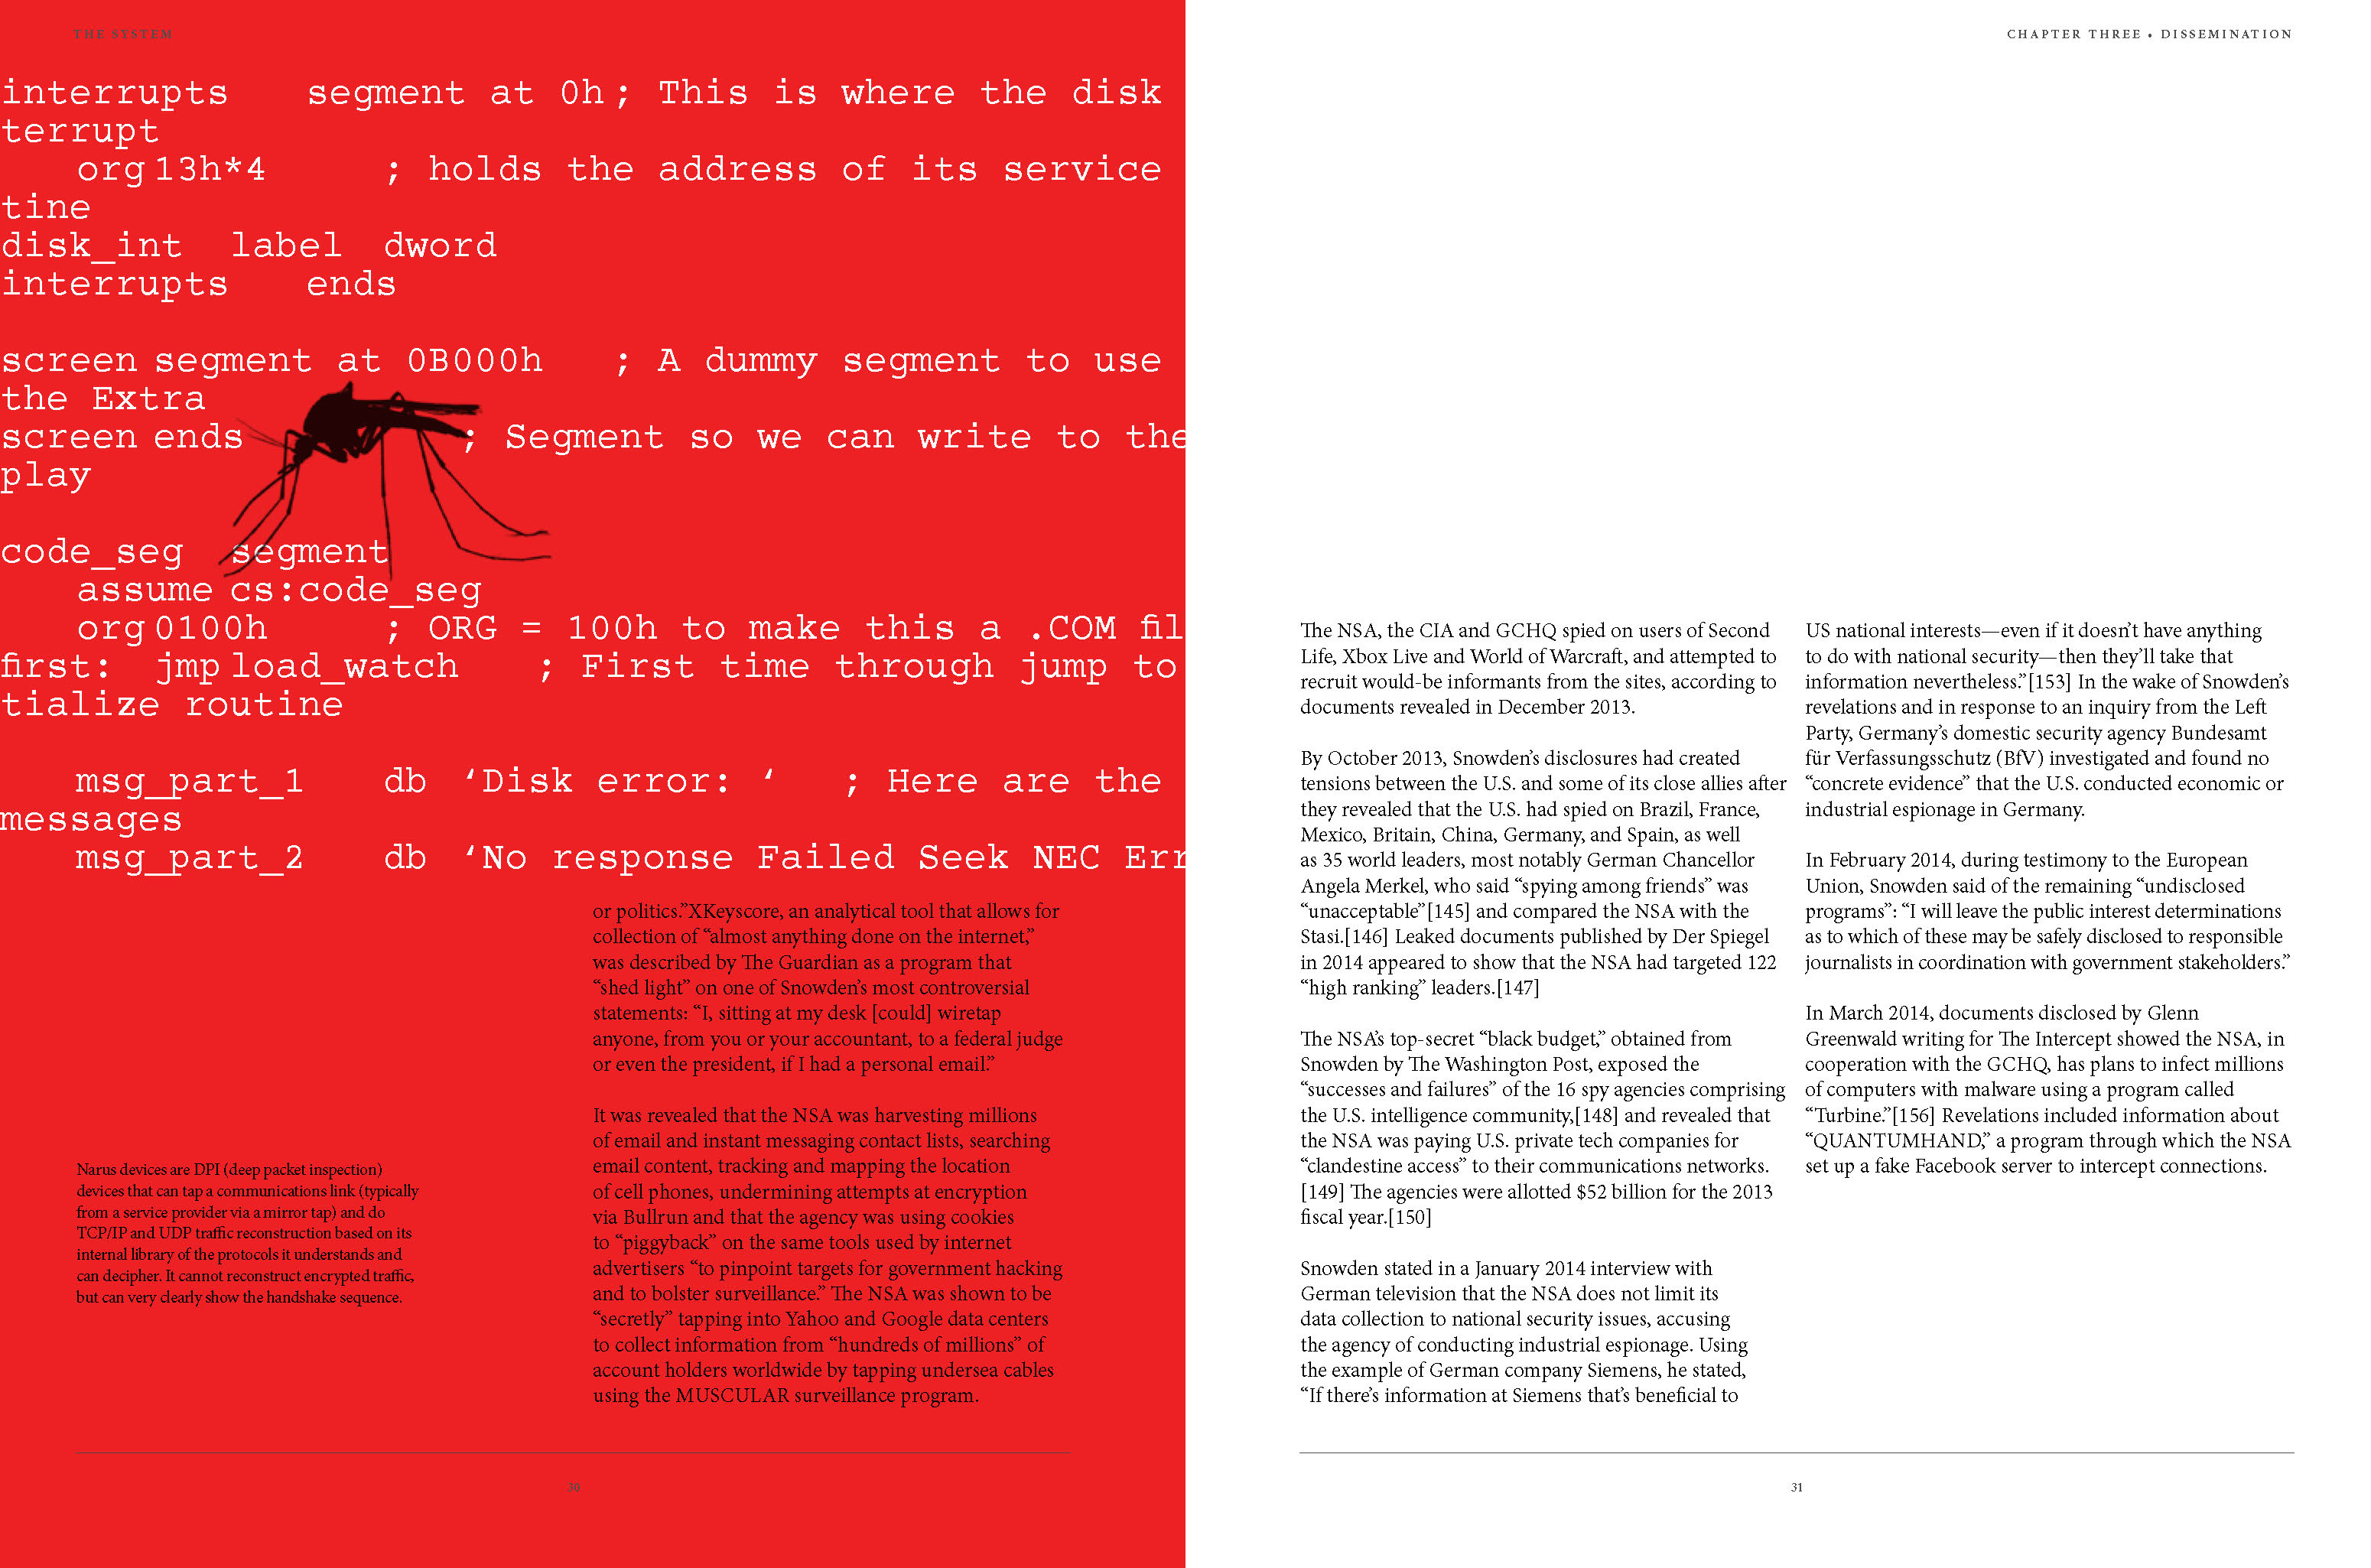 THE SYSTEM
interrupts segment at 0h ; This is where the disk
terrupt
org 13h*4 ; holds the address of its service
tine
disk_int label dword
interrupts ends
screen segment at 0B000h ; A dummy segment to use
the Extra
screen ends ; Segment so we can write to the
play
code_seg segment
assume cs:code_seg
org 0100h ; ORG = 100h to make this a .COM fil
first: jmp load_watch ; First time through jump to
tialize routine
msg_part_1 db ‘Disk error: ‘ ; Here are the
messages
msg_part_2 db ‘No response Failed Seek NEC Err
Narus devices are DPI (deep packet inspection)
devices that can tap a communications link (typically
from a service provider via a mirror tap) and do
TCP/IP and UDP traffic reconstruction based on its
internal library of the protocols it understands and
can decipher. It cannot reconstruct encrypted traffic,
but can very clearly show the handshake sequence.
or politics.”XKeyscore, an analytical tool that allows for
collection of “almost anything done on the internet,”
was described by The Guardian as a program that
“shed light” on one of Snowden’s most controversial
statements: “I, sitting at my desk [could] wiretap
anyone, from you or your accountant, to a federal judge
or even the president, if I had a personal email.”
It was revealed that the NSA was harvesting millions
of email and instant messaging contact lists, searching
email content, tracking and mapping the location
of cell phones, undermining attempts at encryption
via Bullrun and that the agency was using cookies
to “piggyback” on the same tools used by internet
advertisers “to pinpoint targets for government hacking
and to bolster surveillance.” The NSA was shown to be
“secretly” tapping into Yahoo and Google data centers
to collect information from “hundreds of millions” of
account holders worldwide by tapping undersea cables
using the MUSCULAR surveillance program.
30
CHAPTER THREE • DISSEMINATION
The NSA, the CIA and GCHQ spied on users of Second
Life, Xbox Live and World of Warcraft, and attempted to
recruit would-be informants from the sites, according to
documents revealed in December 2013.
By October 2013, Snowden’s disclosures had created
tensions between the U.S. and some of its close allies after
they revealed that the U.S. had spied on Brazil, France,
Mexico, Britain, China, Germany, and Spain, as well
as 35 world leaders, most notably German Chancellor
Angela Merkel, who said “spying among friends” was
“unacceptable”[145] and compared the NSA with the
Stasi.[146] Leaked documents published by Der Spiegel
in 2014 appeared to show that the NSA had targeted 122
“high ranking” leaders.[147]
The NSA’s top-secret “black budget,” obtained from
Snowden by The Washington Post, exposed the
“successes and failures” of the 16 spy agencies comprising
the U.S. intelligence community,[148] and revealed that
the NSA was paying U.S. private tech companies for
“clandestine access” to their communications networks.
[149] The agencies were allotted $52 billion for the 2013
fiscal year.[150]
Snowden stated in a January 2014 interview with
German television that the NSA does not limit its
data collection to national security issues, accusing
the agency of conducting industrial espionage. Using
the example of German company Siemens, he stated,
“If there’s information at Siemens that’s beneficial to
US national interests—even if it doesn’t have anything
to do with national security—then they’ll take that
information nevertheless.”[153] In the wake of Snowden’s
revelations and in response to an inquiry from the Left
Party, Germany’s domestic security agency Bundesamt
für Verfassungsschutz (BfV) investigated and found no
“concrete evidence” that the U.S. conducted economic or
industrial espionage in Germany.
In February 2014, during testimony to the European
Union, Snowden said of the remaining “undisclosed
programs”: “I will leave the public interest determinations
as to which of these may be safely disclosed to responsible
journalists in coordination with government stakeholders.”
In March 2014, documents disclosed by Glenn
Greenwald writing for The Intercept showed the NSA, in
cooperation with the GCHQ, has plans to infect millions
of computers with malware using a program called
“Turbine.”[156] Revelations included information about
“QUANTUMHAND,” a program through which the NSA
set up a fake Facebook server to intercept connections.
31